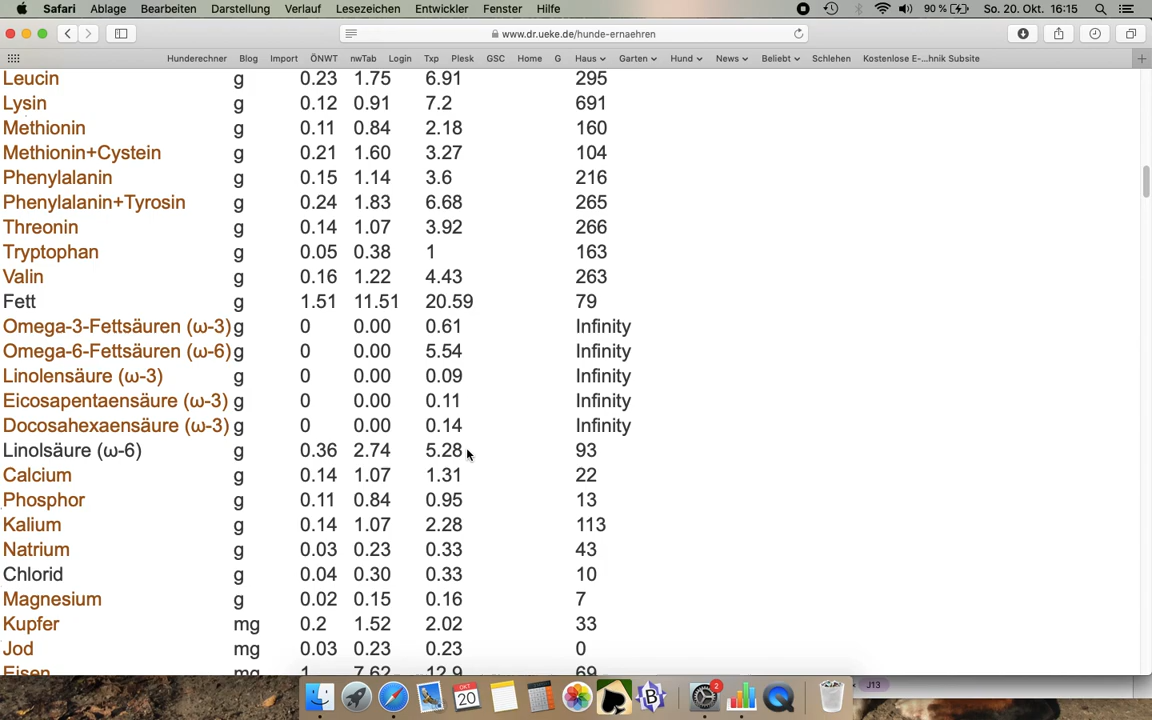 Safari Ablage Bearbeiten Darstellung Verlauf Lesezeichen Entwickler Fenster Hilfe 90 % So. 20. Okt. 16:15
www.dr.ueke.de/hunde-ernaehren
Hunderechner Blog Import ÖNWT nwTab Login Txp Plesk GSC Home G Haus Garten Hund News Beliebt Schlehen Kostenlose E-...hnik Subsite
Leucin g 0.23 1.75 6.91 295
Lysin g 0.12 0.91 7.2 691
Methionin g 0.11 0.84 2.18 160
Methionin+Cystein g 0.21 1.60 3.27 104
Phenylalanin g 0.15 1.14 3.6 216
Phenylalanin+Tyrosin g 0.24 1.83 6.68 265
Threonin g 0.14 1.07 3.92 266
Tryptophan g 0.05 0.38 1 163
Valin g 0.16 1.22 4.43 263
Fett g 1.51 11.51 20.59 79
Omega-3-Fettsäuren (ω-3) g 0 0.00 0.61 Infinity
Omega-6-Fettsäuren (ω-6) g 0 0.00 5.54 Infinity
Linolensäure (ω-3) g 0 0.00 0.09 Infinity
Eicosapentaensäure (ω-3) g 0 0.00 0.11 Infinity
Docosahexaensäure (ω-3) g 0 0.00 0.14 Infinity
Linolsäure (ω-6) g 0.36 2.74 5.28 93
Calcium g 0.14 1.07 1.31 22
Phosphor g 0.11 0.84 0.95 13
Kalium g 0.14 1.07 2.28 113
Natrium g 0.03 0.23 0.33 43
Chlorid g 0.04 0.30 0.33 10
Magnesium g 0.02 0.15 0.16 7
Kupfer mg 0.2 1.52 2.02 33
Jod mg 0.03 0.23 0.23 0
Eisen mg 1 7.62 12.9 69
J13
OKT
20
2
B